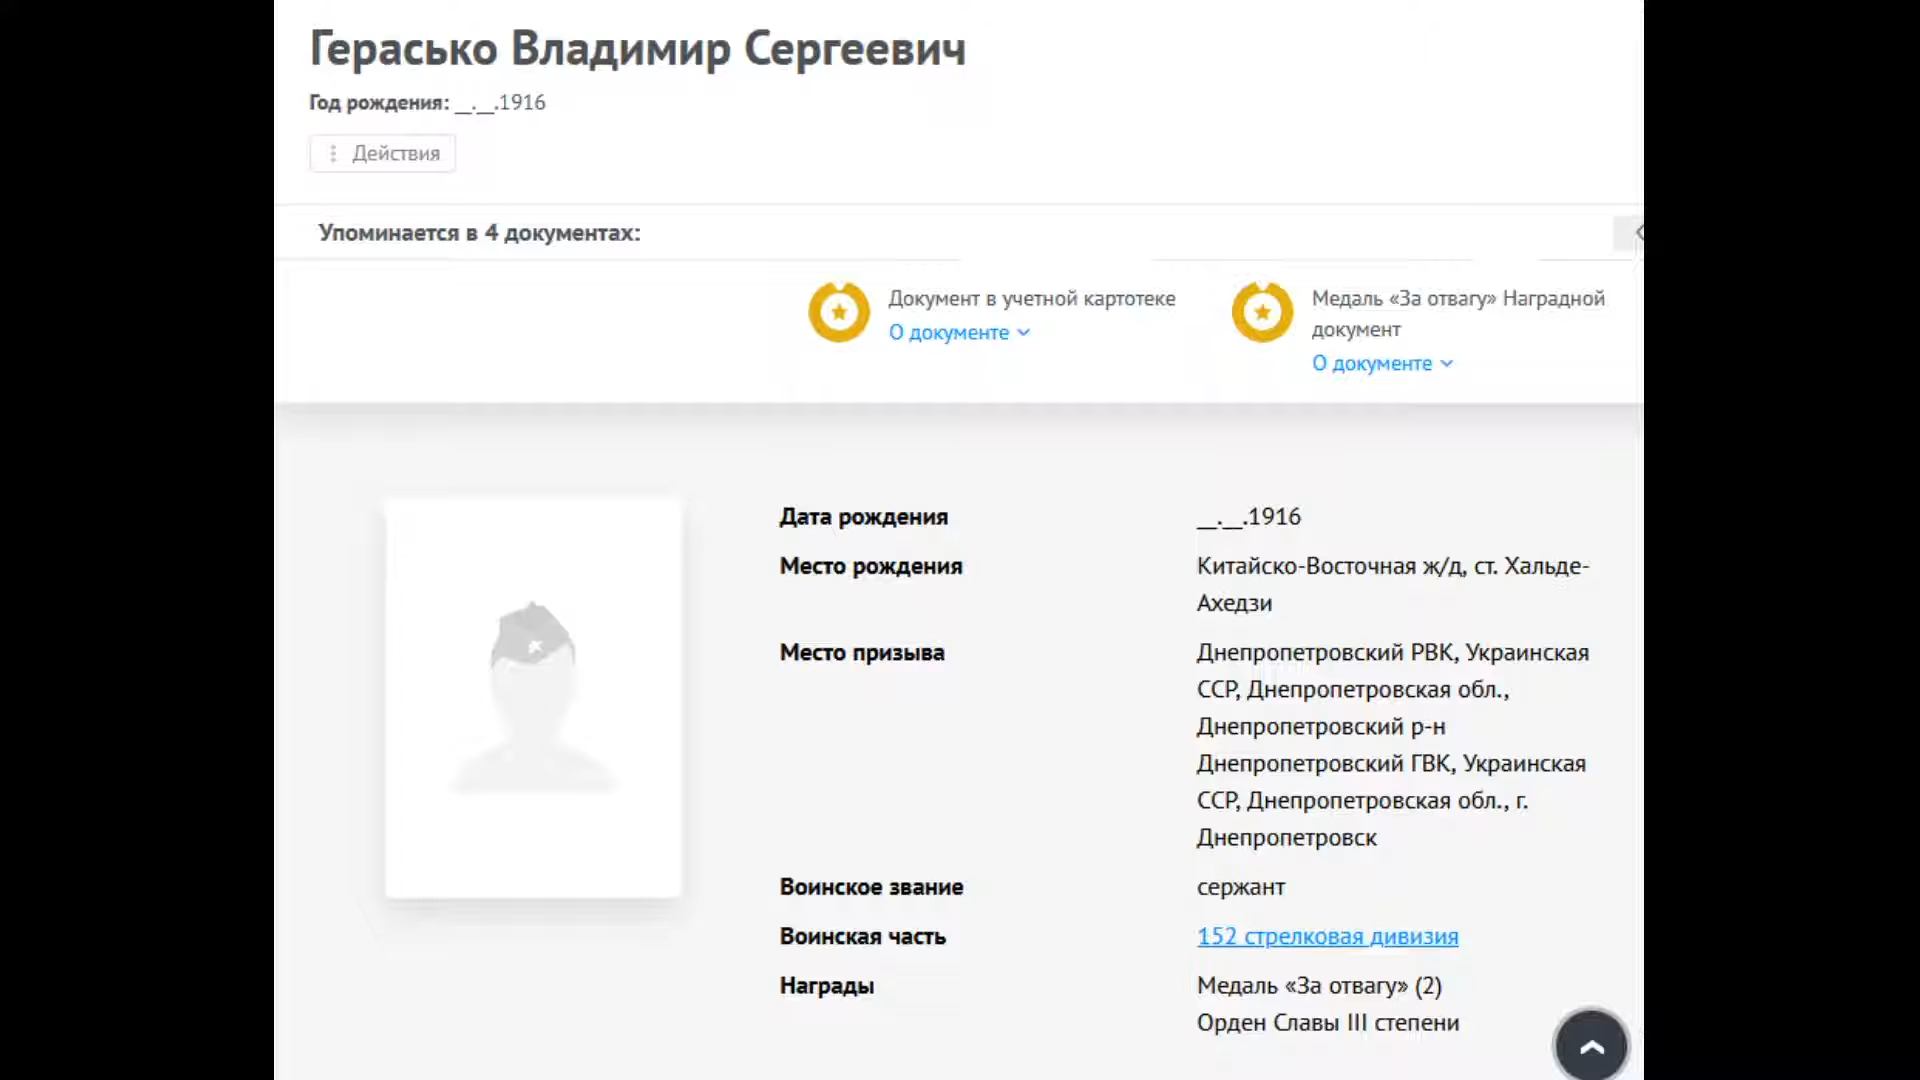 Герасько Владимир Сергеевич
Год рождения: __.__.1916
Действия
Упоминается в 4 документах:
Документ в учетной картотеке
О документе
Медаль «За отвагу» Наградной
документ
О документе
Дата рождения
__.__.1916
Место рождения
Китайско-Восточная ж/д, ст. Хальде-
Ахедзи
Место призыва
Днепропетровский РВК, Украинская
ССР, Днепропетровская обл.,
Днепропетровский р-н
Днепропетровский ГВК, Украинская
ССР, Днепропетровская обл., г.
Днепропетровск
Воинское звание
сержант
Воинская часть
152 стрелковая дивизия
Награды
Медаль «За отвагу» (2)
Орден Славы III степени